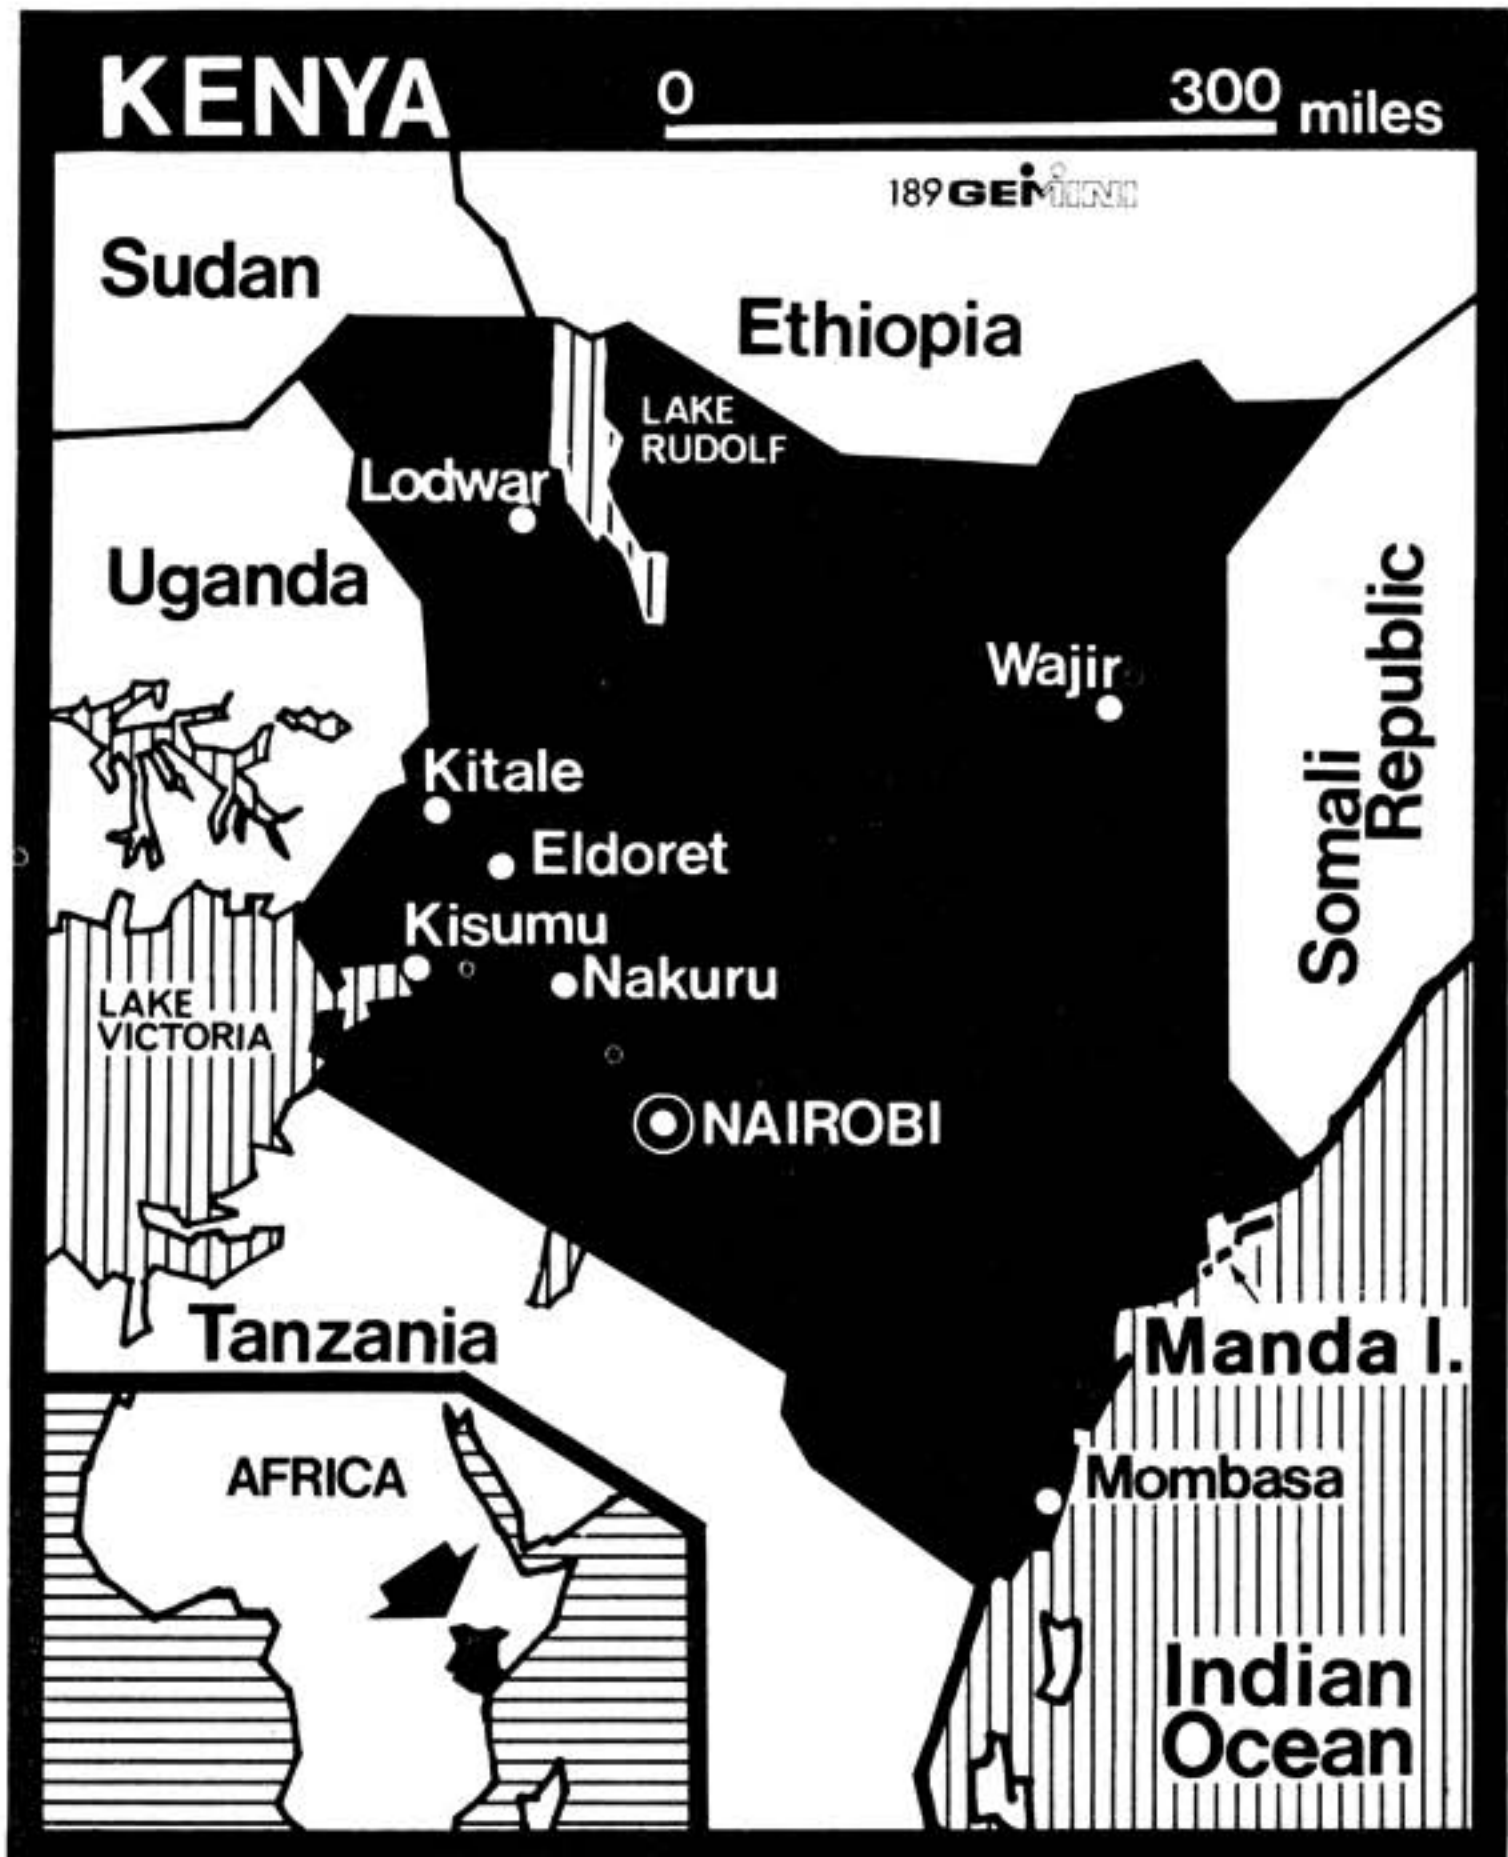 KENYA
0 300 miles
189 GEMINI
Sudan
Ethiopia
LAKE
RUDOLF
Lodwar
Uganda
Somali
Republic
Wajir
Kitale
Eldoret
Kisumu
Nakuru
LAKE
VICTORIA
NAIROBI
Tanzania
Manda I.
AFRICA
Mombasa
Indian
Ocean